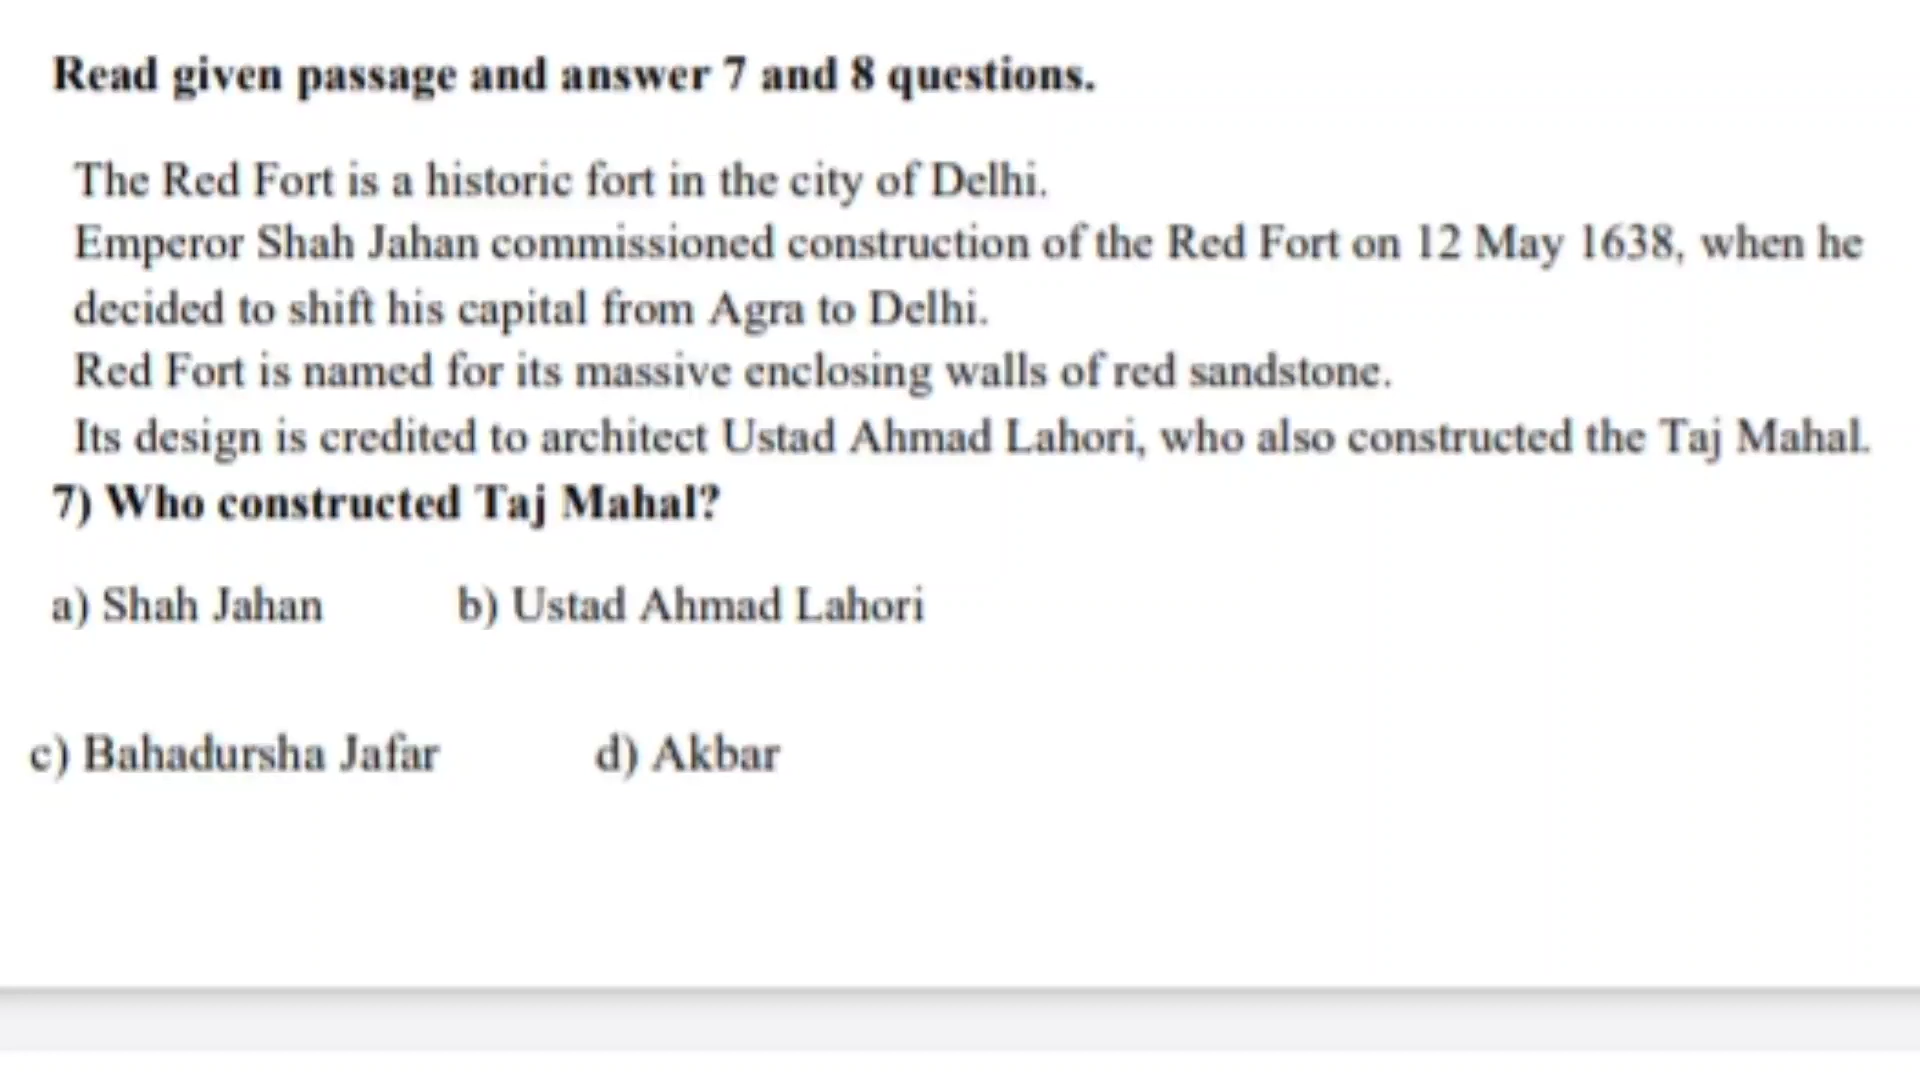 Read given passage and answer 7 and 8 questions.
The Red Fort is a historic fort in the city of Delhi.
Emperor Shah Jahan commissioned construction of the Red Fort on 12 May 1638, when he
decided to shift his capital from Agra to Delhi.
Red Fort is named for its massive enclosing walls of red sandstone.
Its design is credited to architect Ustad Ahmad Lahori, who also constructed the Taj Mahal.
7) Who constructed Taj Mahal?
a) Shah Jahan b) Ustad Ahmad Lahori
c) Bahadursha Jafar d) Akbar